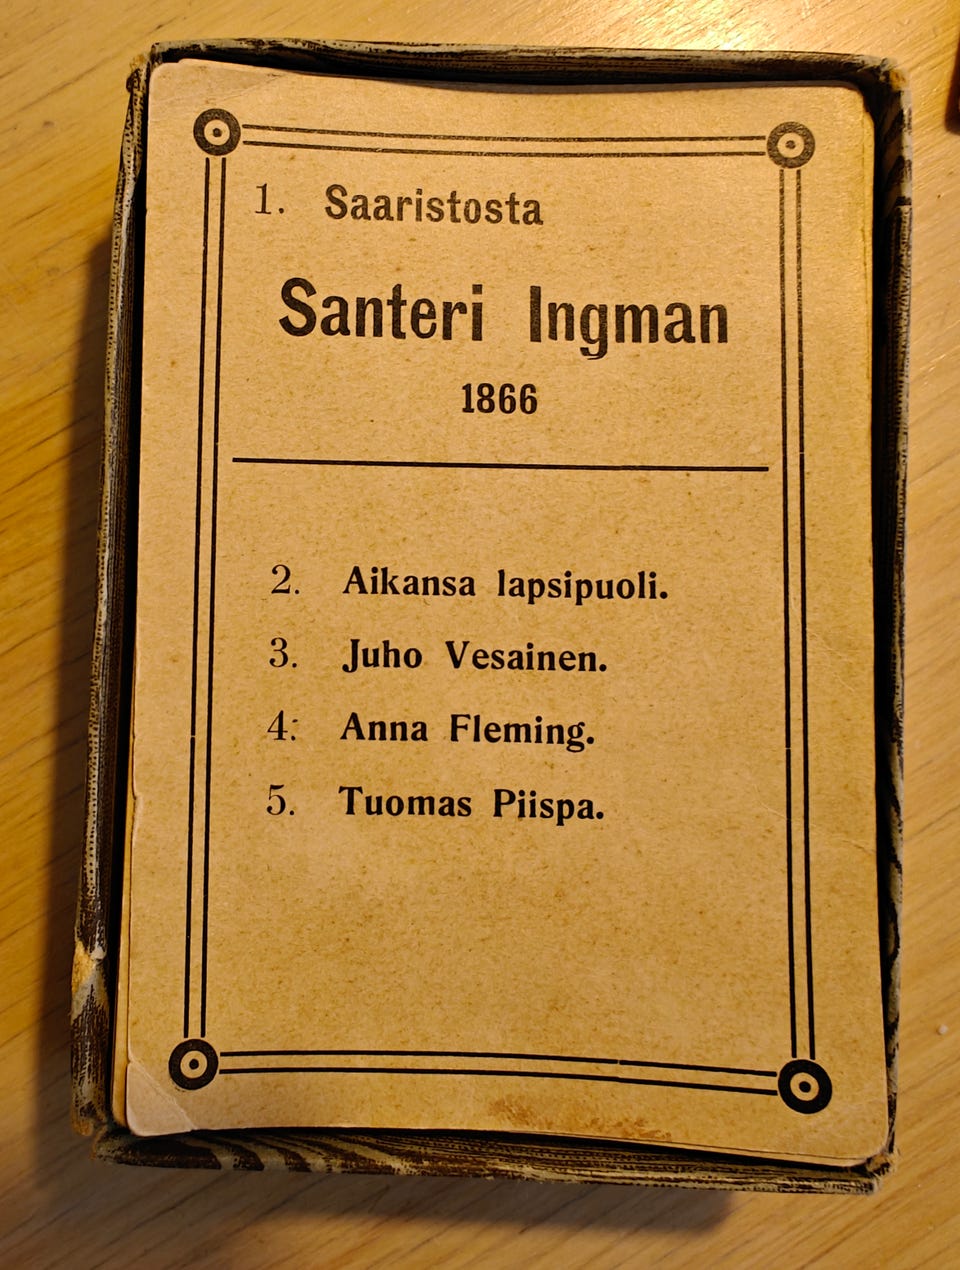 1. Saaristosta
Santeri Ingman
1866
2. Aikansa lapsipuoli.
3. Juho Vesainen.
4. Anna Fleming.
5. Tuomas Piispa.